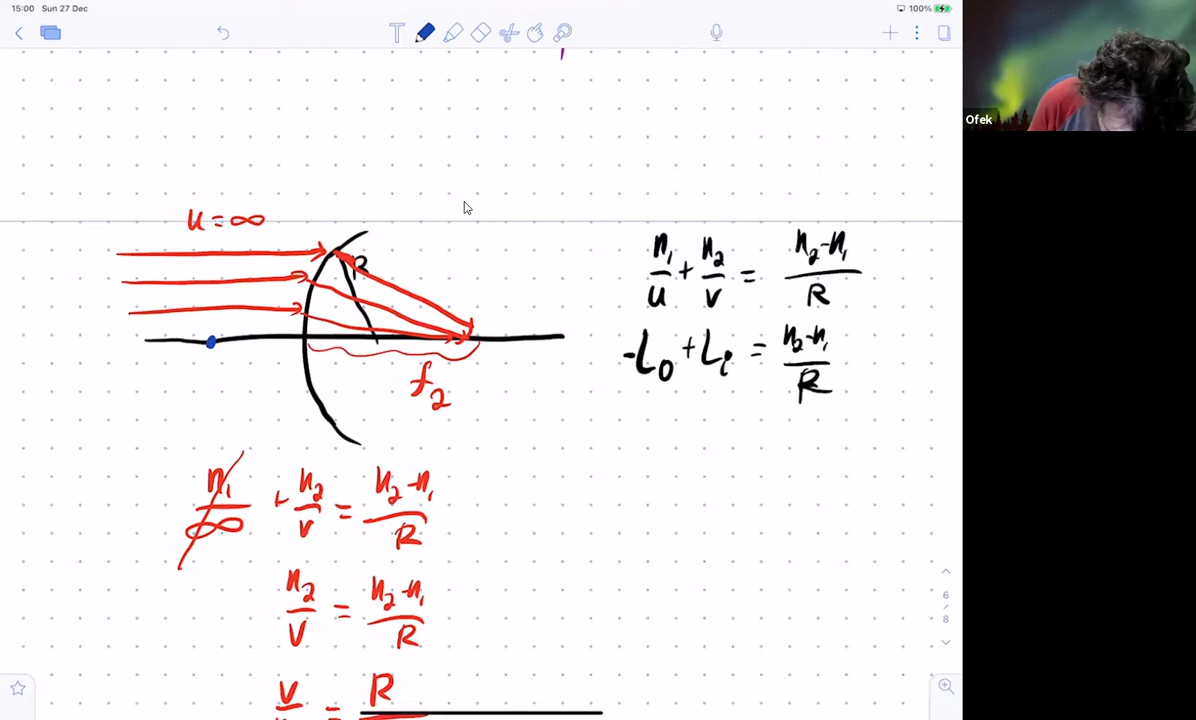 15:00 Sun 27 Dec
100%
T
Ofek
u = ∞
R
f₂
n₁/u + n₂/v = n₂-n₁/R
-L₀ + Lᵢ = n₂-n₁/R
n₁/∞ + n₂/v = n₂-n₁/R
n₂/v = n₂-n₁/R
v = R
6
/
8